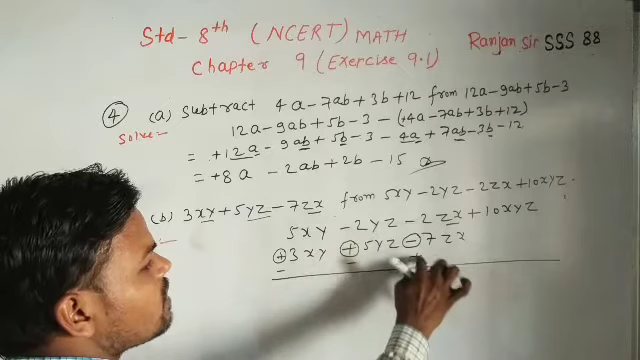 Std - 8th (NCERT) MATH
Ranjan Sir SSS 88
Chapter 9 (Exercise 9.1)
④ (a) Subtract 4a - 7ab + 3b + 12 from 12a - 9ab + 5b - 3
Solve:-
12a - 9ab + 5b - 3 - (+4a - 7ab + 3b + 12)
= +12a - 9ab + 5b - 3 - 4a + 7ab - 3b - 12
= +8a - 2ab + 2b - 15
(b) 3xy + 5yz - 7zx from 5xy - 2yz - 2zx + 10xyz.
5xy - 2yz - 2zx + 10xyz
⊕3xy ⊕5yz ⊖7zx
- - +